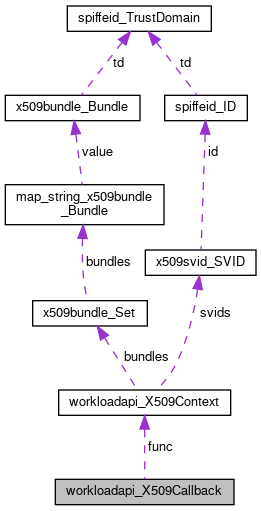 spiffeid_TrustDomain
td
td
x509bundle_Bundle
spiffeid_ID
value
id
map_string_x509bundle
_Bundle
x509svid_SVID
bundles
svids
x509bundle_Set
bundles
workloadapi_X509Context
func
workloadapi_X509Callback